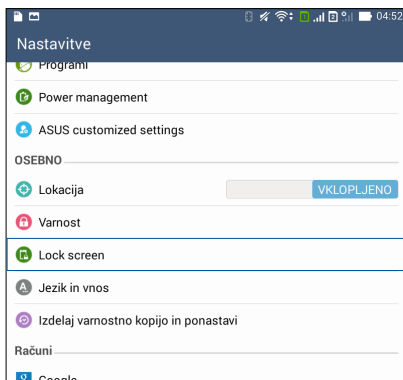 04:52
Nastavitve
Programi
Power management
ASUS customized settings
OSEBNO
Lokacija VKLOPLJENO
Varnost
Lock screen
Jezik in vnos
Izdelaj varnostno kopijo in ponastavi
Računi
Google